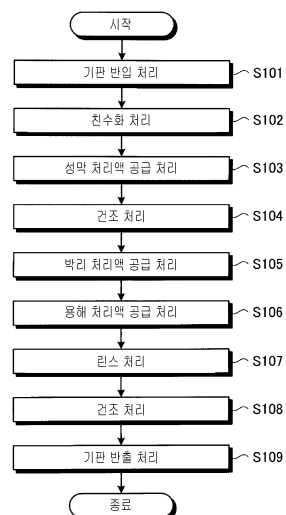 시작
기판 반입 처리 S101
친수화 처리 S102
성막 처리액 공급 처리 S103
건조 처리 S104
박리 처리액 공급 처리 S105
용해 처리액 공급 처리 S106
린스 처리 S107
건조 처리 S108
기판 반출 처리 S109
종료